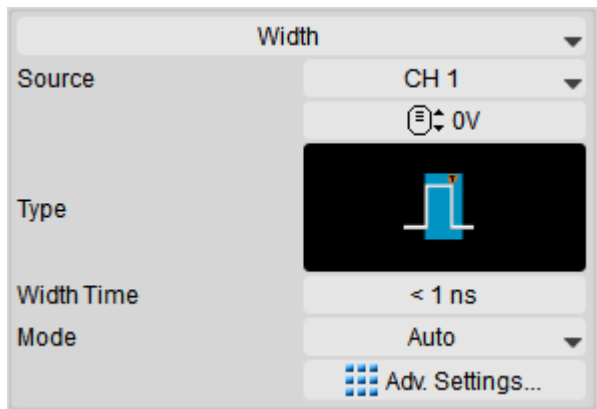 Width
Source CH 1
0V
Type
T
Width Time < 1 ns
Mode Auto
Adv. Settings...